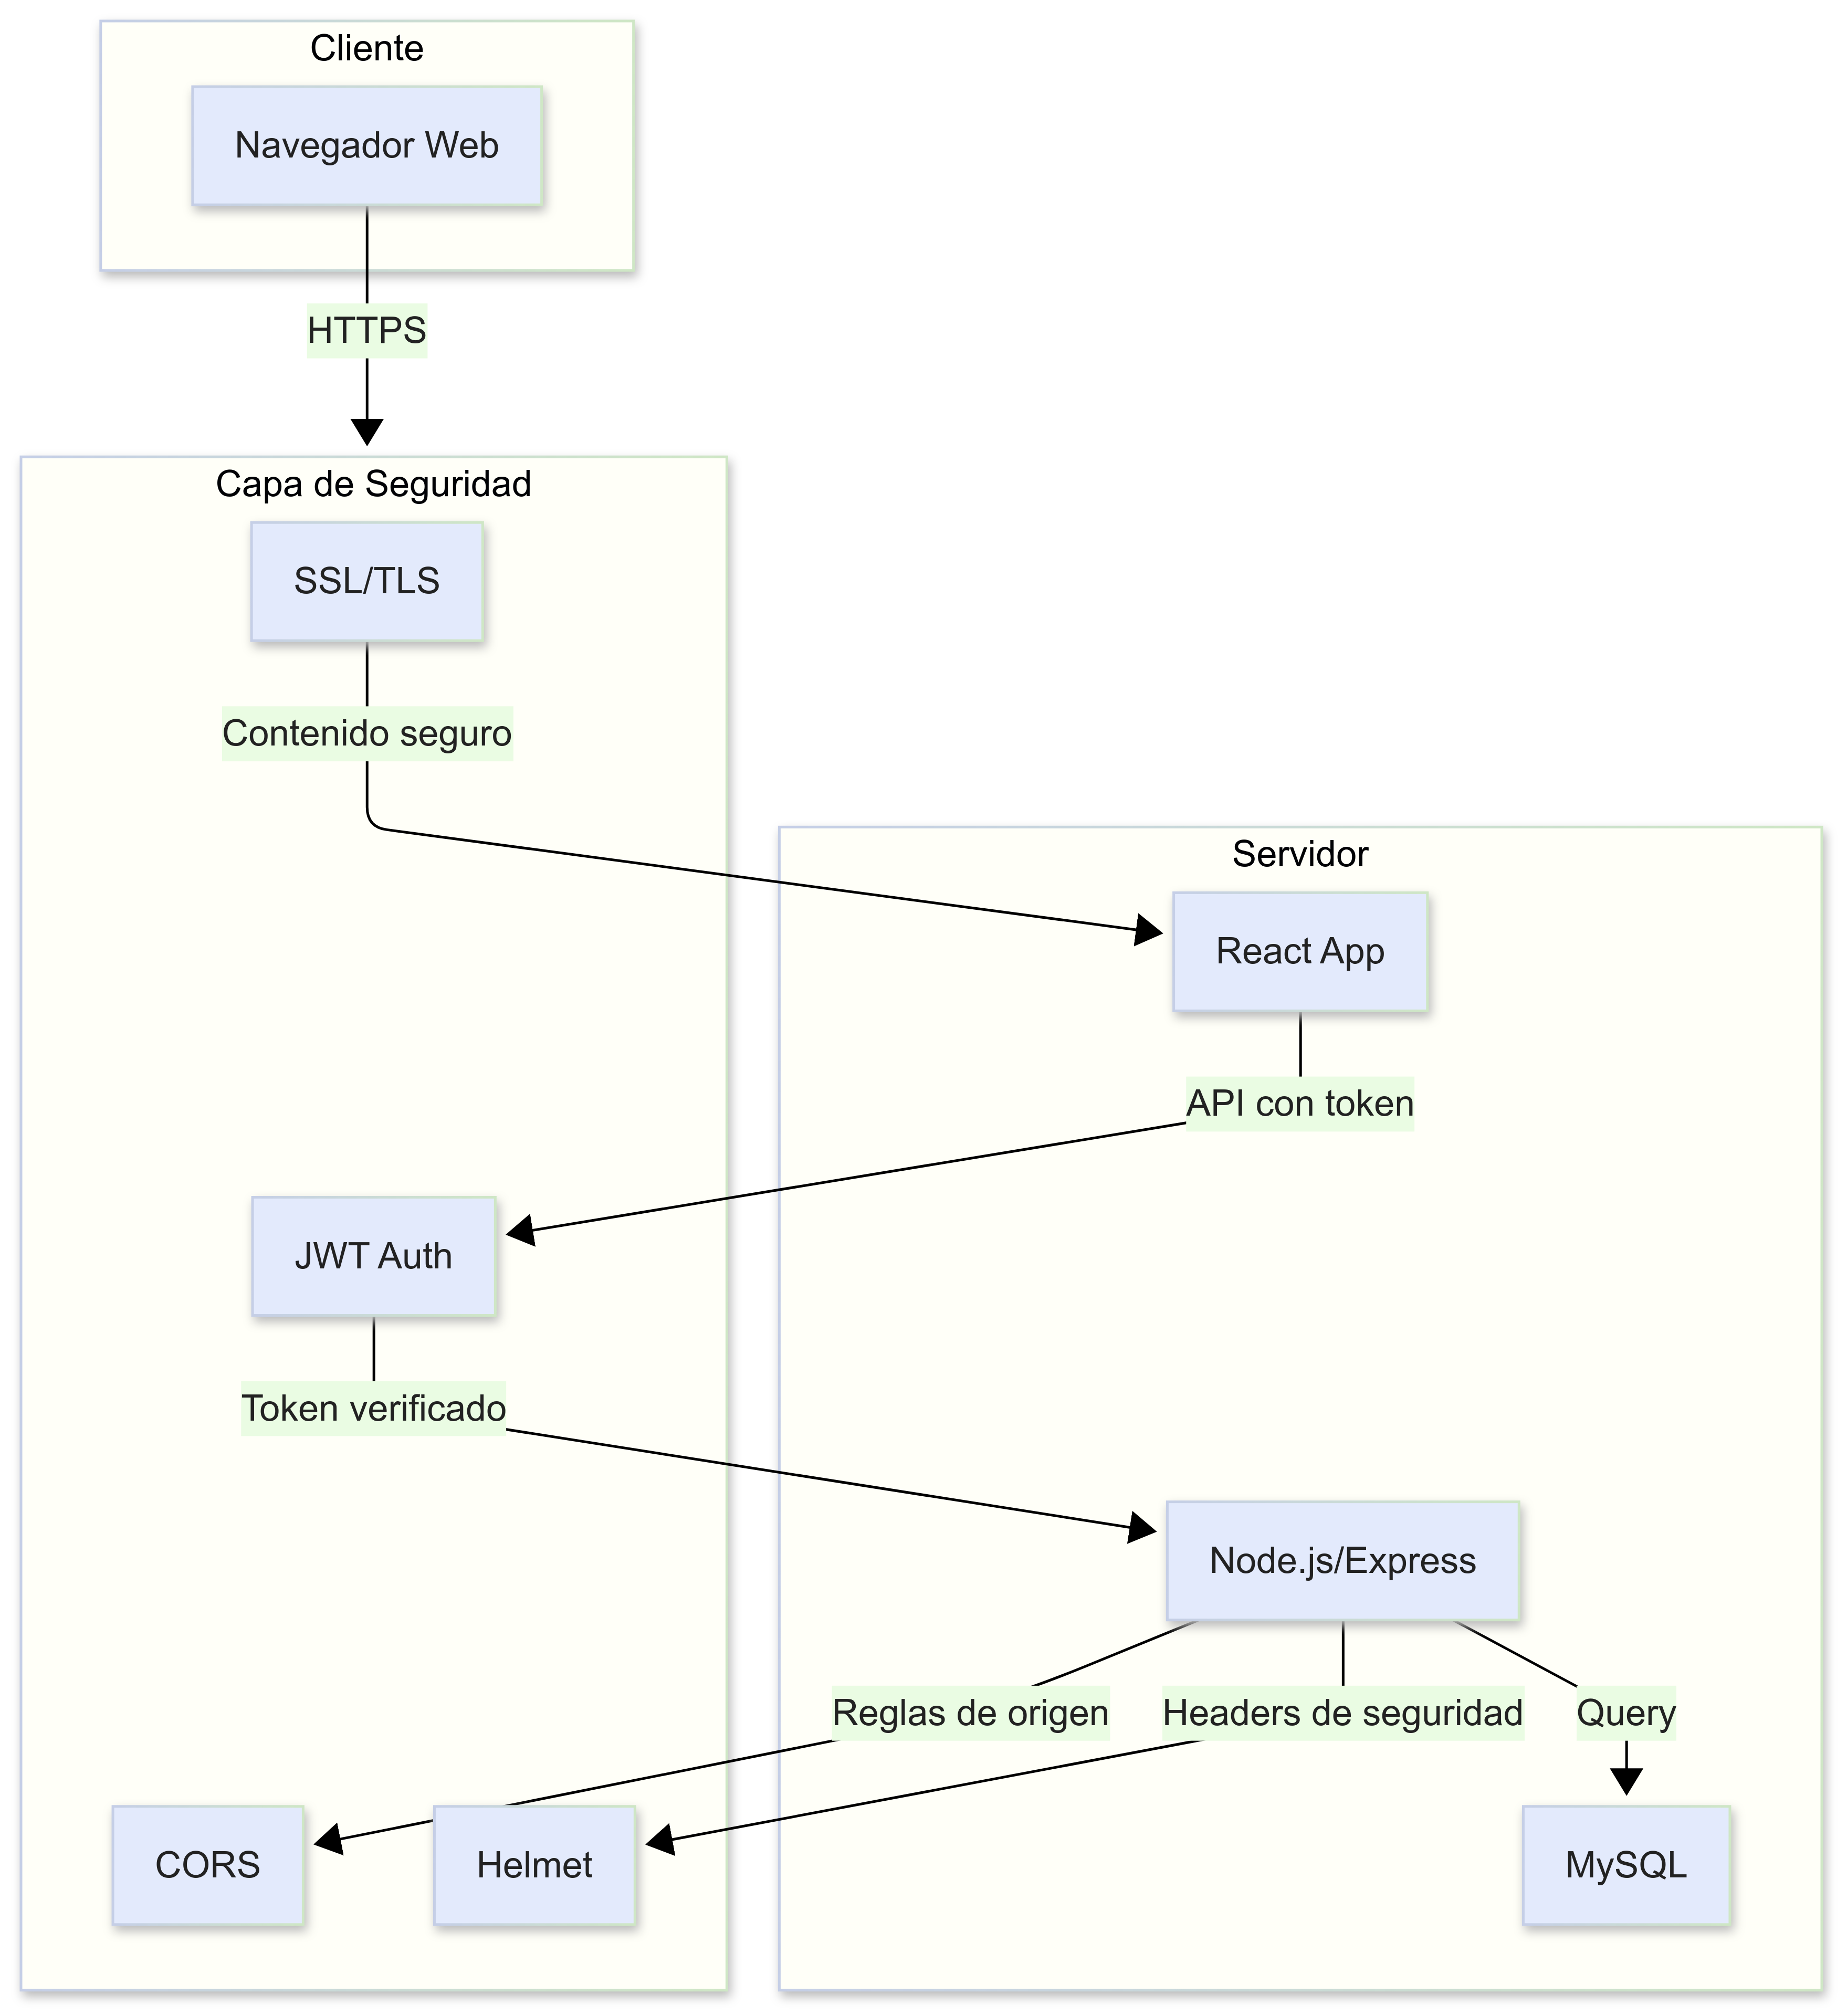 Cliente
Navegador Web
HTTPS
Capa de Seguridad
SSL/TLS
Contenido seguro
Servidor
React App
API con token
JWT Auth
Token verificado
Node.js/Express
Reglas de origen
Headers de seguridad
Query
CORS
Helmet
MySQL